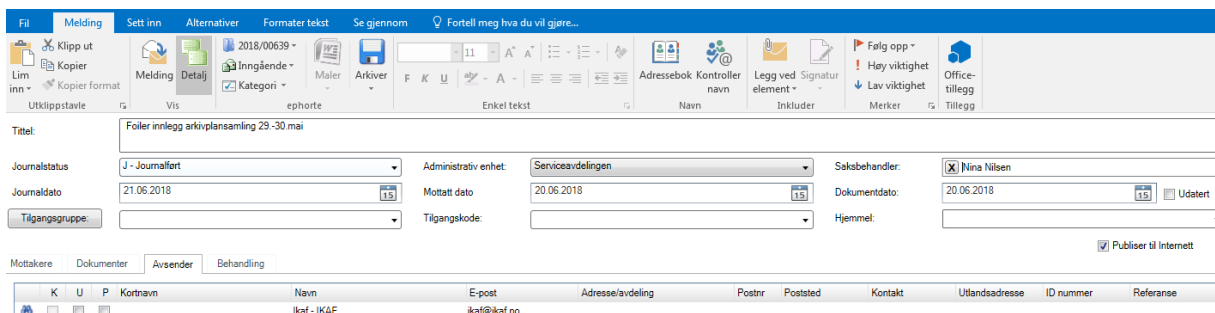 Fil Melding Sett inn Alternativer Formater tekst Se gjennom Fortell meg hva du vil gjøre...
Klipp ut 2018/00639 11 Følg opp
Kopier Inngående Høy viktighet
Lim inn Kopier format Melding Detalj Kategori Maler Arkiver F K U A Adressebok Kontroller navn Legg ved element Signatur Lav viktighet Office-tillegg
Utklippstavle Vis ephorte Enkel tekst Navn Inkluder Merker Tillegg
Tittel: Foiler innlegg arkivplansamling 29.-30.mai
Journalstatus J - Journalført Administrativ enhet: Serviceavdelingen Saksbehandler: X Nina Nilsen
Journaldato 21.06.2018 15 Mottatt dato 20.06.2018 15 Dokumentdato: 20.06.2018 15 Udatert
Tilgangsgruppe: Tilgangskode: Hjemmel:
Publiser til Internett
Mottakere Dokumenter Avsender Behandling
K U P Kortnavn Navn E-post Adresse/avdeling Postnr Poststed Kontakt Utlandsadresse ID nummer Referanse
Ikaf - IKAF ikaf@ikaf.no